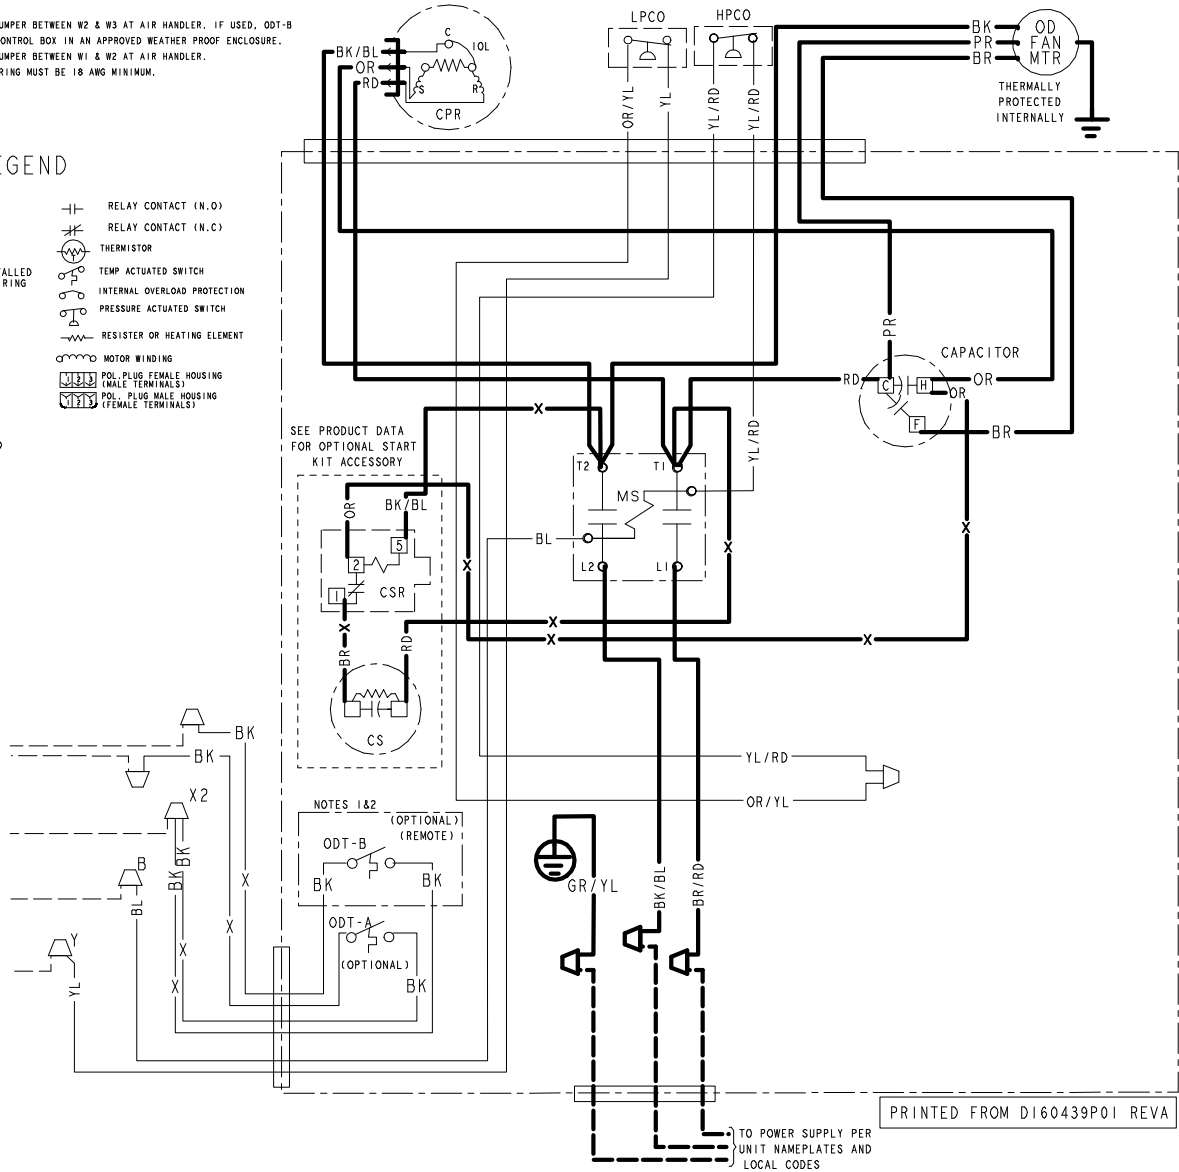 UMPER BETWEEN W2 & W3 AT AIR HANDLER. IF USED, ODT-B
ONTROL BOX IN AN APPROVED WEATHER PROOF ENCLOSURE.
UMPER BETWEEN W1 & W2 AT AIR HANDLER.
RING MUST BE 18 AWG MINIMUM.
EGEND
RELAY CONTACT (N.O)
RELAY CONTACT (N.C)
THERMISTOR
TALLED
RING
TEMP ACTUATED SWITCH
INTERNAL OVERLOAD PROTECTION
PRESSURE ACTUATED SWITCH
RESISTER OR HEATING ELEMENT
MOTOR WINDING
1 2 3
POL.PLUG FEMALE HOUSING
(MALE TERMINALS)
1 2 3
POL. PLUG MALE HOUSING
(FEMALE TERMINALS)
BK/BL
OR
RD
C
IOL
S
R
CPR
LPCO
HPCO
OR/YL
YL
YL/RD
YL/RD
BK
PR
BR
OD
FAN
MTR
THERMALLY
PROTECTED
INTERNALLY
PR
CAPACITOR
RD
C
H
OR
OR
F
BR
YL/RD
SEE PRODUCT DATA
FOR OPTIONAL START
KIT ACCESSORY
X
T2
T1
MS
BL
L2
L1
OR
BK/BL
5
2
1
CSR
X
X
X
X
X
X
X
BR
RD
CS
YL/RD
OR/YL
BK
BK
X2
BK
BK
B
BL
Y
YL
X
X
X
X
NOTES 1&2
(OPTIONAL)
(REMOTE)
ODT-B
BK
BK
ODT-A
(OPTIONAL)
BK
GR/YL
BK/BL
BR/RD
PRINTED FROM D160439P01 REVA
TO POWER SUPPLY PER
UNIT NAMEPLATES AND
LOCAL CODES